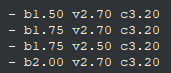 - b1.50 v2.70 c3.20
- b1.75 v2.70 c3.20
- b1.75 v2.50 c3.20
- b2.00 v2.70 c3.20